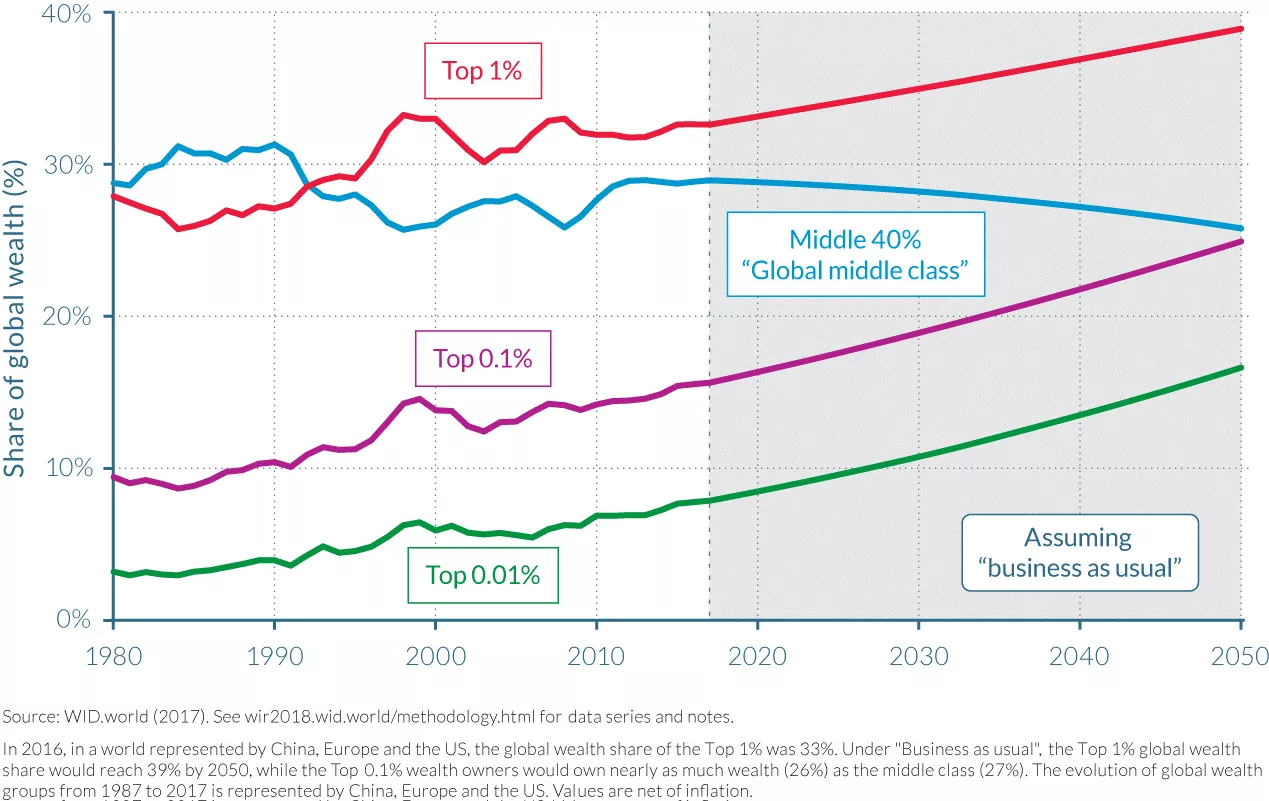 40%
Top 1%
30%
Share of global wealth (%)
Middle 40%
“Global middle class”
20%
Top 0.1%
10%
Top 0.01%
Assuming
“business as usual”
0%
1980 1990 2000 2010 2020 2030 2040 2050
Source: WID.world (2017). See wir2018.wid.world/methodology.html for data series and notes.
In 2016, in a world represented by China, Europe and the US, the global wealth share of the Top 1% was 33%. Under "Business as usual", the Top 1% global wealth
share would reach 39% by 2050, while the Top 0.1% wealth owners would own nearly as much wealth (26%) as the middle class (27%). The evolution of global wealth
groups from 1987 to 2017 is represented by China, Europe and the US. Values are net of inflation.